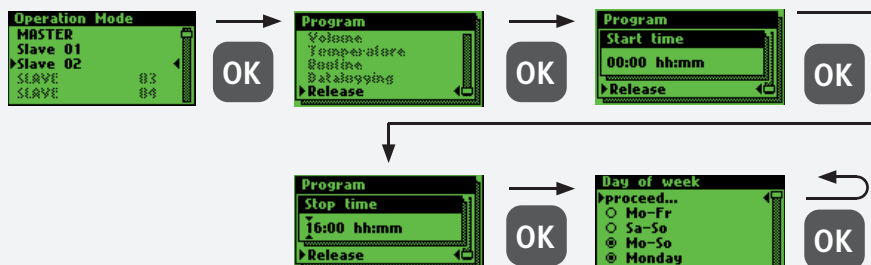 Operation Mode
MASTER
Slave 01
Slave 02
SLAVE 03
SLAVE 04
OK
Program
Volume
Temperature
Routine
Datalogging
Release
OK
Program
Start time
00:00 hh:mm
Release
OK
Program
Stop time
16:00 hh:mm
Release
OK
Day of week
proceed...
Mo-Fr
Sa-So
Mo-So
Monday
OK